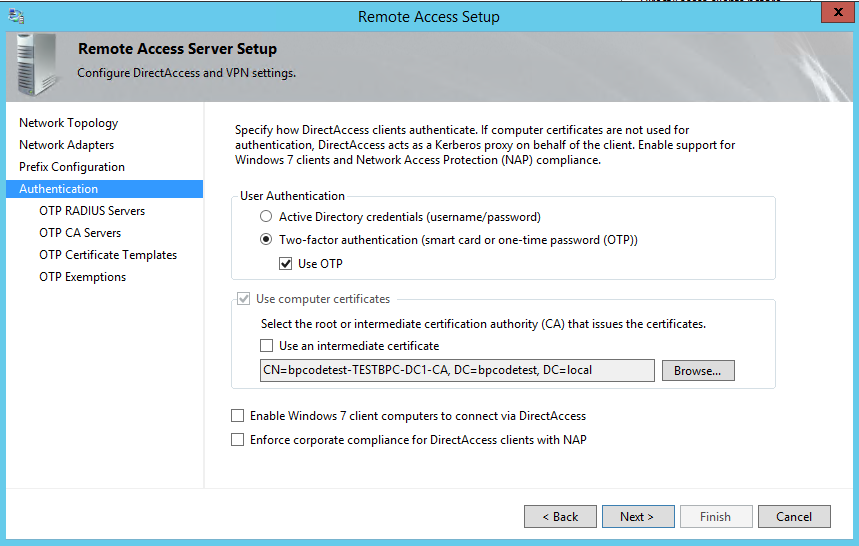 Remote Access Setup
x
Remote Access Server Setup
Configure DirectAccess and VPN settings.
Network Topology
Network Adapters
Prefix Configuration
Authentication
OTP RADIUS Servers
OTP CA Servers
OTP Certificate Templates
OTP Exemptions
Specify how DirectAccess clients authenticate. If computer certificates are not used for
authentication, DirectAccess acts as a Kerberos proxy on behalf of the client. Enable support for
Windows 7 clients and Network Access Protection (NAP) compliance.
User Authentication
Active Directory credentials (username/password)
Two-factor authentication (smart card or one-time password (OTP))
Use OTP
Use computer certificates
Select the root or intermediate certification authority (CA) that issues the certificates.
Use an intermediate certificate
CN=bpcodetest-TESTBPC-DC1-CA, DC=bpcodetest, DC=local
Browse...
Enable Windows 7 client computers to connect via DirectAccess
Enforce corporate compliance for DirectAccess clients with NAP
< Back
Next >
Finish
Cancel